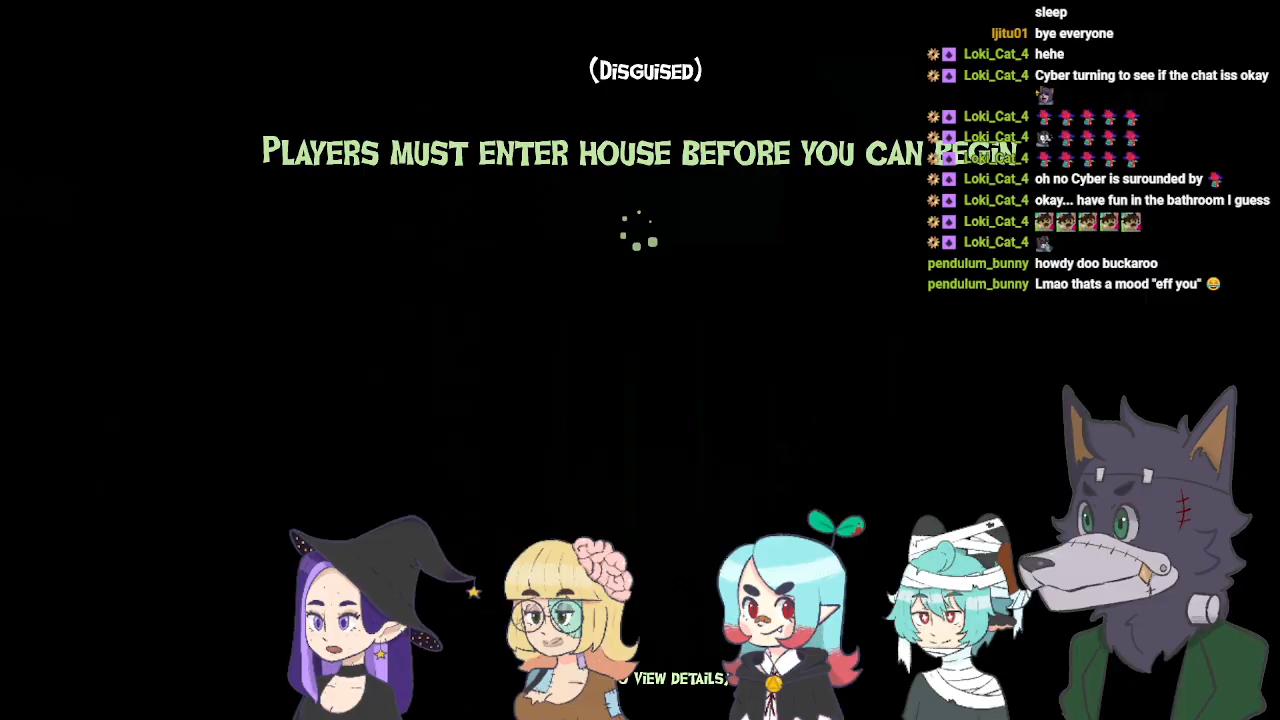 sleep
ljitu01 bye everyone
Loki_Cat_4 hehe
(Disguised)
Loki_Cat_4 Cyber turning to see if the chat iss okay
Loki_Cat_4
Loki_Cat_4
Players must enter house before you can begin
Loki_Cat_4
Loki_Cat_4 oh no Cyber is surounded by
Loki_Cat_4 okay... have fun in the bathroom I guess
Loki_Cat_4
Loki_Cat_4
pendulum_bunny howdy doo buckaroo
pendulum_bunny Lmao thats a mood "eff you" 😂
view details,